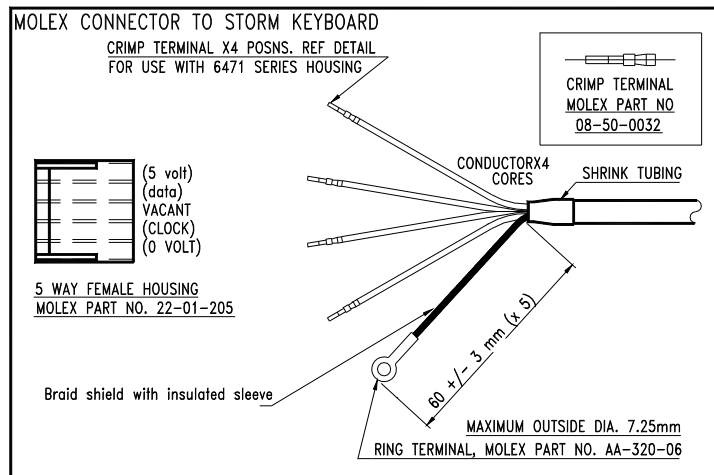 MOLEX CONNECTOR TO STORM KEYBOARD
CRIMP TERMINAL X4 POSNS. REF DETAIL
FOR USE WITH 6471 SERIES HOUSING
CRIMP TERMINAL
MOLEX PART NO
08-50-0032
CONDUCTORX4
CORES
SHRINK TUBING
(5 volt)
(data)
VACANT
(CLOCK)
(0 VOLT)
5 WAY FEMALE HOUSING
MOLEX PART NO. 22-01-205
60 +/- 3 mm (x 5)
Braid shield with insulated sleeve
MAXIMUM OUTSIDE DIA. 7.25mm
RING TERMINAL, MOLEX PART NO. AA-320-06